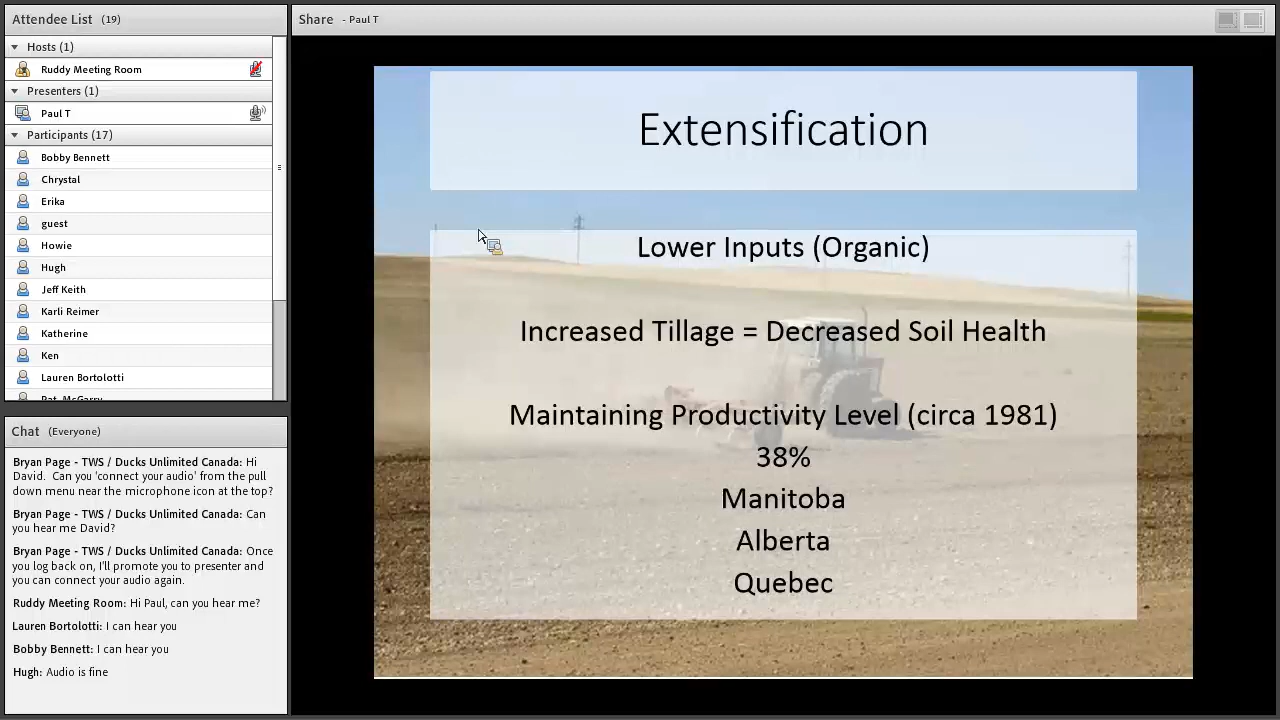 Attendee List (19)
Hosts (1)
Ruddy Meeting Room
Presenters (1)
Paul T
Participants (17)
Bobby Bennett
Chrystal
Erika
guest
Howie
Hugh
Jeff Keith
Karli Reimer
Katherine
Ken
Lauren Bortolotti
Pat McGarry
Chat (Everyone)
Bryan Page - TWS / Ducks Unlimited Canada: Hi
David. Can you 'connect your audio' from the pull
down menu near the microphone icon at the top?
Bryan Page - TWS / Ducks Unlimited Canada: Can
you hear me David?
Bryan Page - TWS / Ducks Unlimited Canada: Once
you log back on, I'll promote you to presenter and
you can connect your audio again.
Ruddy Meeting Room: Hi Paul, can you hear me?
Lauren Bortolotti: I can hear you
Bobby Bennett: I can hear you
Hugh: Audio is fine
Share - Paul T
Extensification
Lower Inputs (Organic)
Increased Tillage = Decreased Soil Health
Maintaining Productivity Level (circa 1981)
38%
Manitoba
Alberta
Quebec